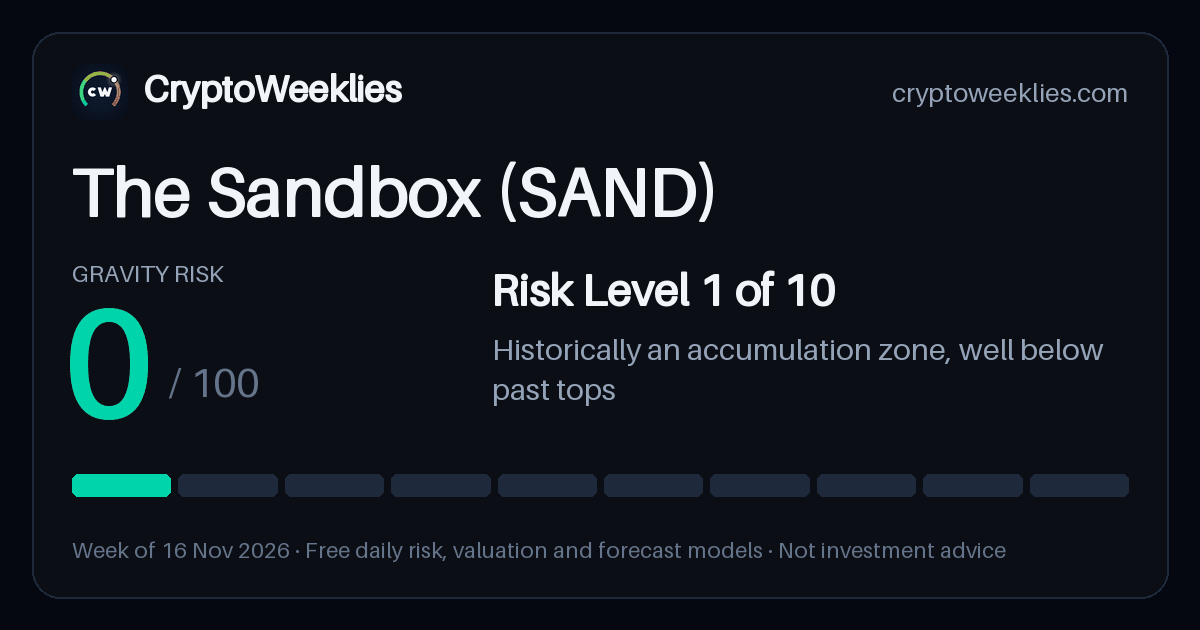 CW
CryptoWeeklies
cryptoweeklies.com
The Sandbox (SAND)
GRAVITY RISK
0 / 100
Risk Level 1 of 10
Historically an accumulation zone, well below
past tops
Week of 16 Nov 2026 · Free daily risk, valuation and forecast models · Not investment advice